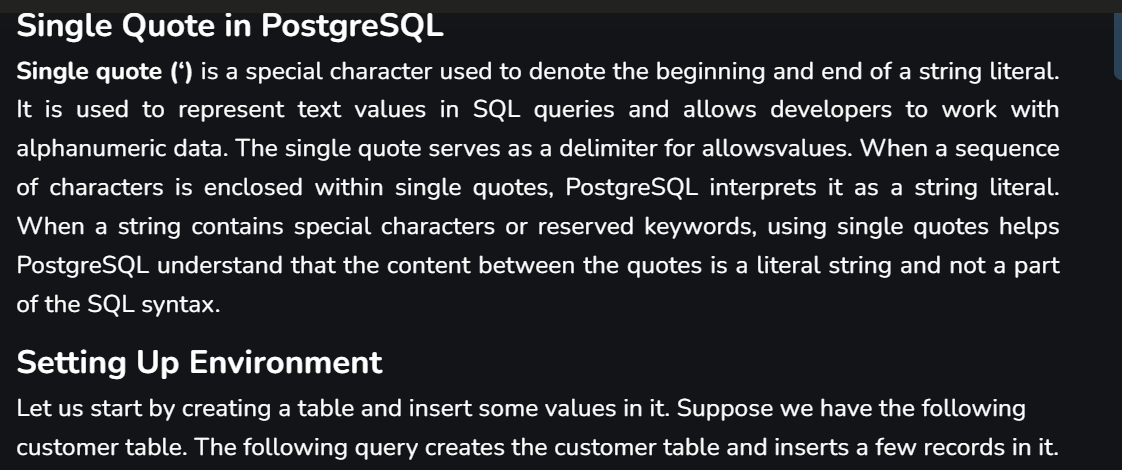 Single Quote in PostgreSQL
Single quote (‘) is a special character used to denote the beginning and end of a string literal.
It is used to represent text values in SQL queries and allows developers to work with
alphanumeric data. The single quote serves as a delimiter for allowsvalues. When a sequence
of characters is enclosed within single quotes, PostgreSQL interprets it as a string literal.
When a string contains special characters or reserved keywords, using single quotes helps
PostgreSQL understand that the content between the quotes is a literal string and not a part
of the SQL syntax.
Setting Up Environment
Let us start by creating a table and insert some values in it. Suppose we have the following
customer table. The following query creates the customer table and inserts a few records in it.